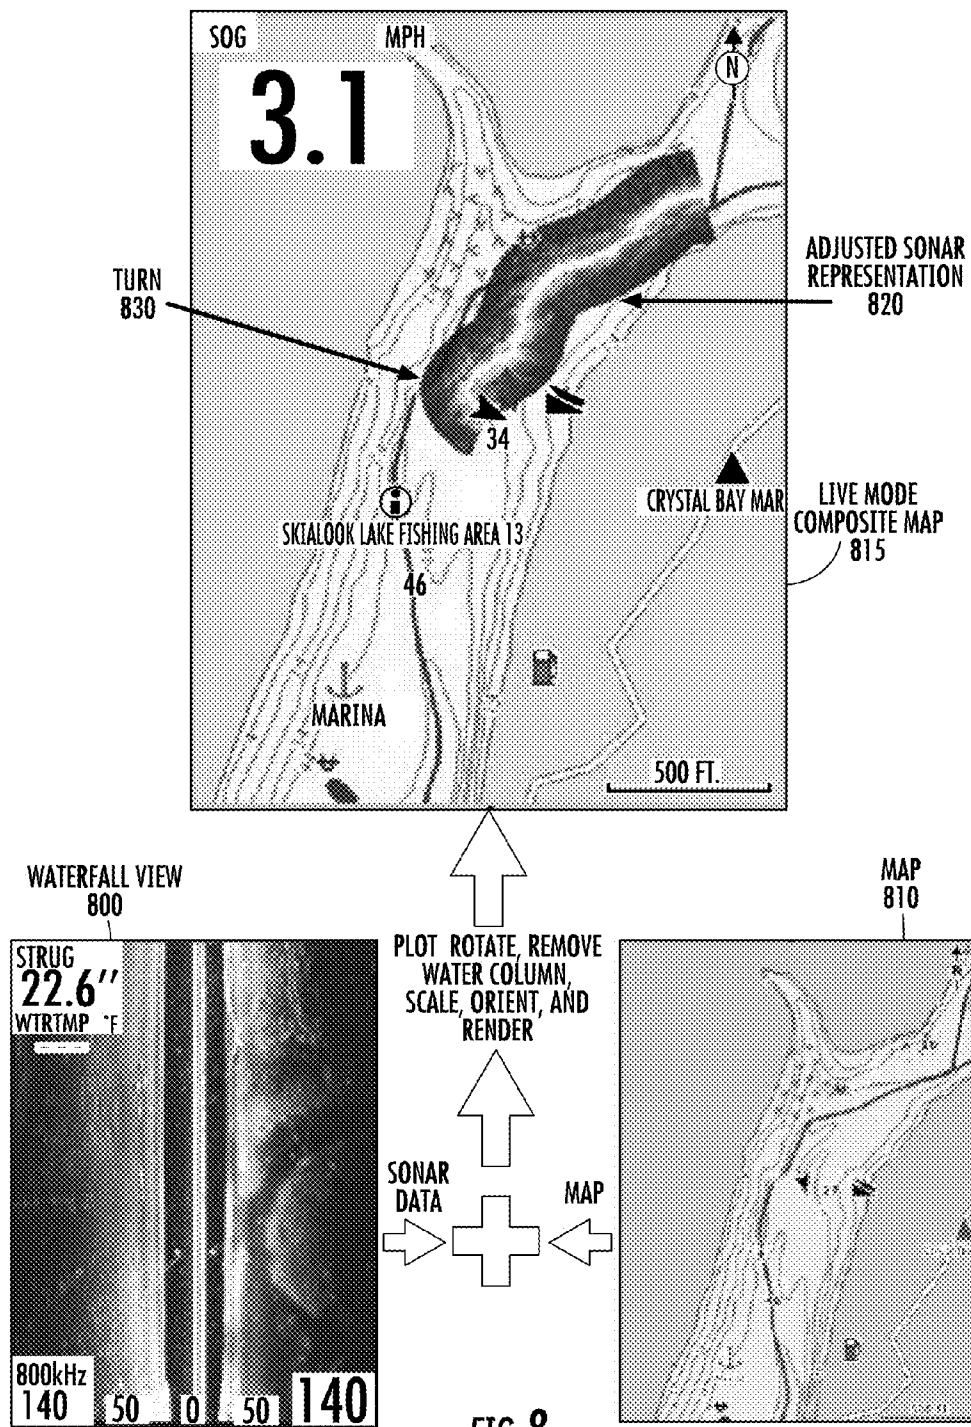 SOG MPH
3.1
N
TURN
830
ADJUSTED SONAR
REPRESENTATION
820
34
CRYSTAL BAY MAR
LIVE MODE
COMPOSITE MAP
815
SKIALOOK LAKE FISHING AREA 13
46
MARINA
500 FT.
WATERFALL VIEW
800
MAP
810
PLOT ROTATE, REMOVE
WATER COLUMN,
SCALE, ORIENT, AND
RENDER
STRUG
22.6''
WTRTMP °F
SONAR
DATA
MAP
800kHz
140 50 0 50 140